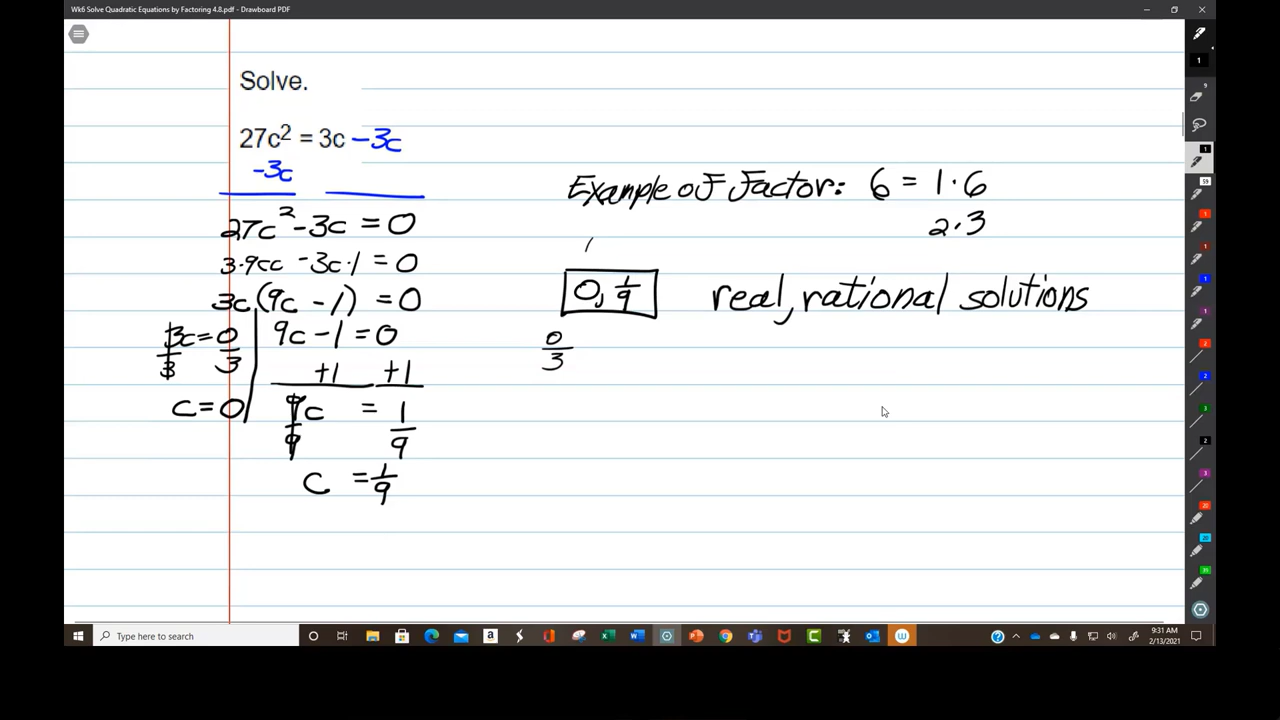 Wk6 Solve Quadratic Equations by Factoring 4.8.pdf - Drawboard PDF
Solve.
27c² = 3c -3c
-3c
27c² - 3c = 0
3·9cc - 3c·1 = 0
3c(9c - 1) = 0
3c = 0
3 3
c = 0
9c - 1 = 0
+1 +1
9c = 1
9 9
c = 1/9
Example of Factor: 6 = 1·6
2·3
0, 1/9 real, rational solutions
0/3
Type here to search
9:31 AM
2/13/2021